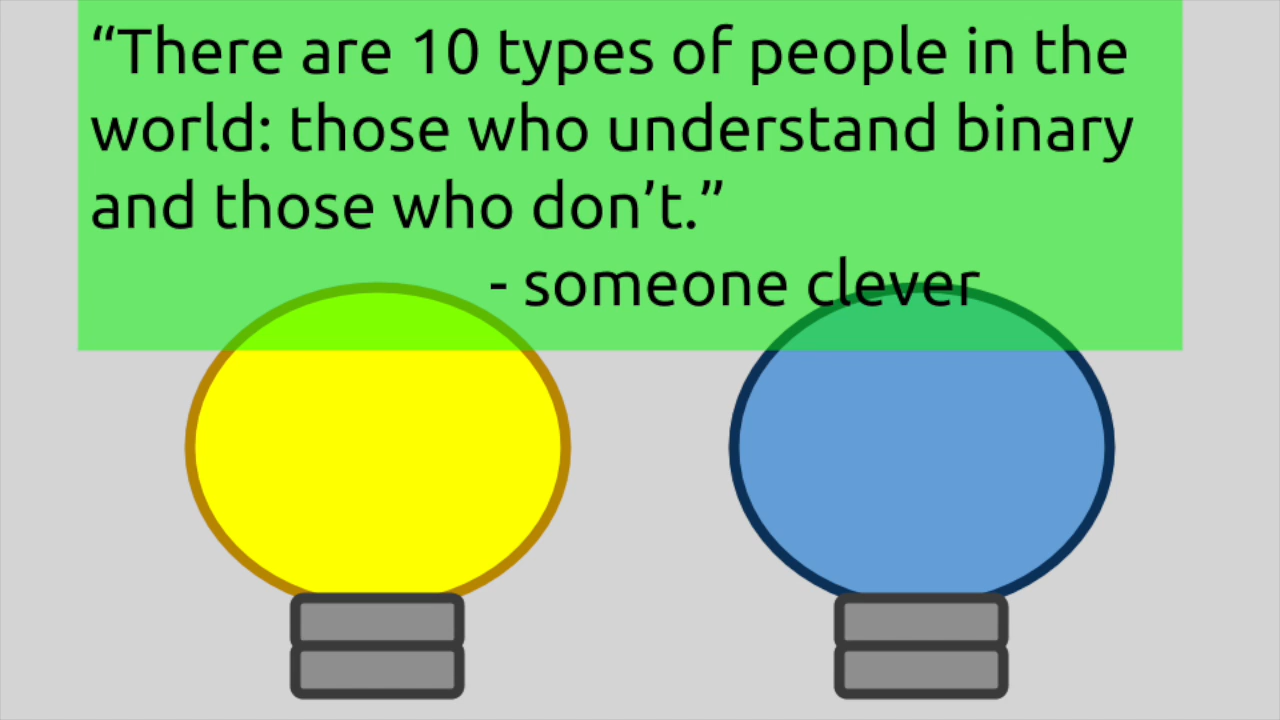 “There are 10 types of people in the
world: those who understand binary
and those who don’t.”
- someone clever